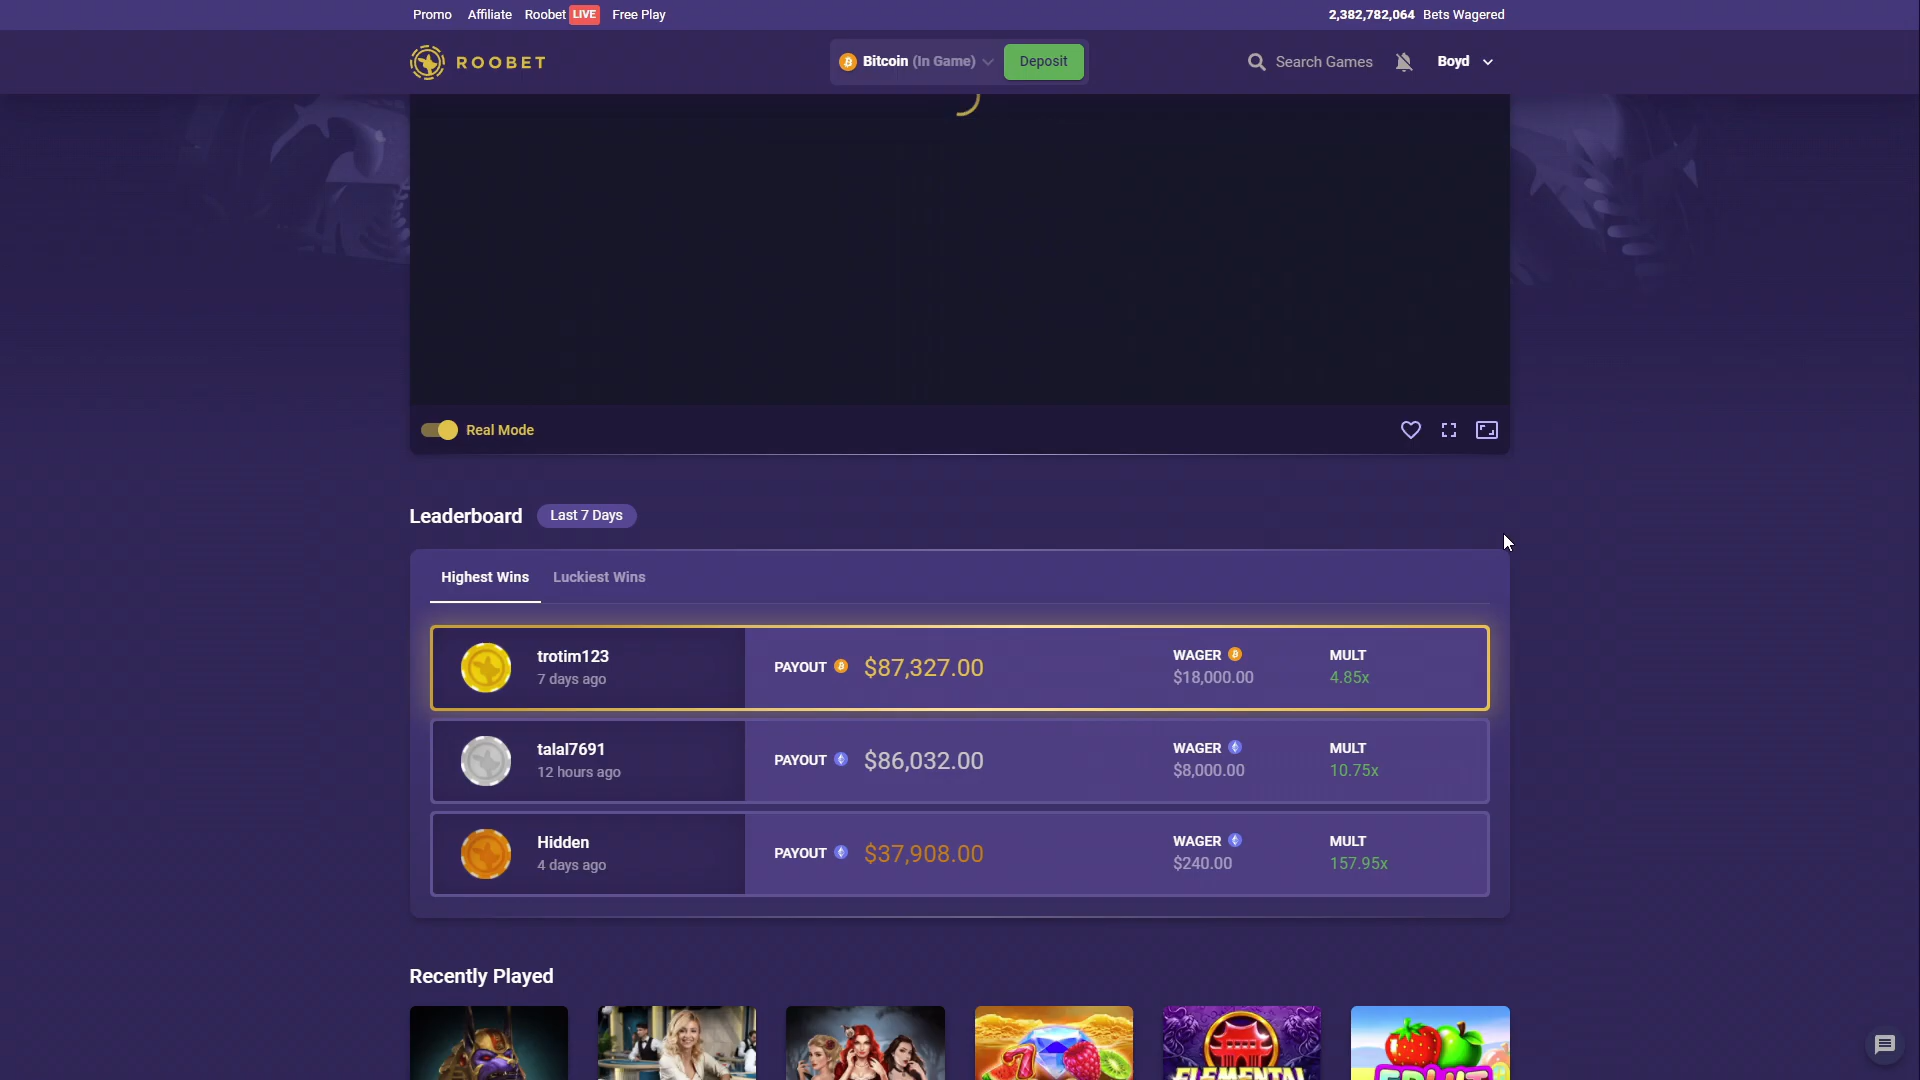 Promo Affiliate Roobet LIVE Free Play 2,382,782,064 Bets Wagered
ROOBET Bitcoin (In Game) Deposit Search Games Boyd
Real Mode
Leaderboard Last 7 Days
Highest Wins Luckiest Wins
trotim123
7 days ago
PAYOUT $87,327.00
WAGER
$18,000.00
MULT
4.85x
talal7691
12 hours ago
PAYOUT $86,032.00
WAGER
$8,000.00
MULT
10.75x
Hidden
4 days ago
PAYOUT $37,908.00
WAGER
$240.00
MULT
157.95x
Recently Played
7
ELEMENTAL
FRUIT